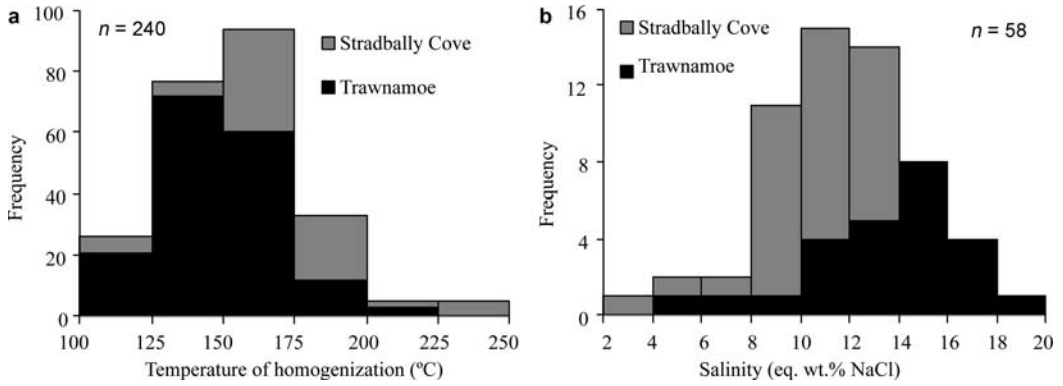 a
n = 240
Stradbally Cove
Trawnamoe
Frequency
100
80
60
40
20
0
100 125 150 175 200 225 250
Temperature of homogenization (ºC)
b
n = 58
Stradbally Cove
Trawnamoe
Frequency
16
12
8
4
0
2 4 6 8 10 12 14 16 18 20
Salinity (eq. wt.% NaCl)